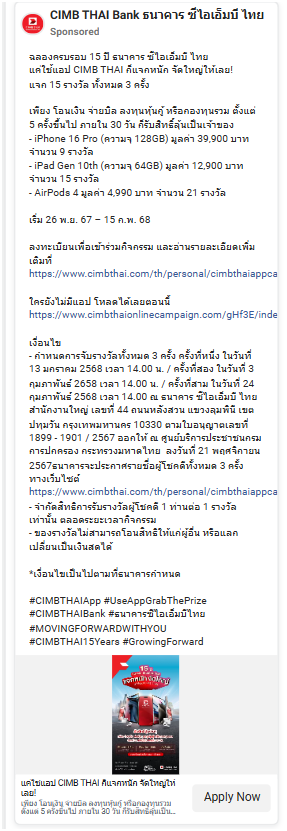 CIMB THAI Bank ธนาคาร ซีไอเอ็มบี ไทย
Sponsored
ฉลองครบรอบ 15 ปี ธนาคาร ซีไอเอ็มบี ไทย
แค่ใช้แอป CIMB THAI ก็แจกหนัก จัดใหญ่ให้เลย!
แจก 15 รางวัล ทั้งหมด 3 ครั้ง
เพียง โอนเงิน จ่ายบิล ลงทุนหุ้นกู้ หรือกองทุนรวม ตั้งแต่
5 ครั้งขึ้นไป ภายใน 30 วัน ก็รับสิทธิ์ลุ้นเป็นเจ้าของ
- iPhone 16 Pro (ความจุ 128GB) มูลค่า 39,900 บาท
จำนวน 9 รางวัล
- iPad Gen 10th (ความจุ 64GB) มูลค่า 12,900 บาท
จำนวน 15 รางวัล
- AirPods 4 มูลค่า 4,990 บาท จำนวน 21 รางวัล
เริ่ม 26 พ.ย. 67 – 15 ก.พ. 68
ลงทะเบียนเพื่อเข้าร่วมกิจกรรม และอ่านรายละเอียดเพิ่ม
เติมที่
https://www.cimbthai.com/th/personal/cimbthaiappca
ใครยังไม่มีแอป โหลดได้เลยตอนนี้
https://www.cimbthaionlinecampaign.com/gHf3E/inde
เงื่อนไข
- กำหนดการจับรางวัลทั้งหมด 3 ครั้ง ครั้งที่หนึ่ง ในวันที่
13 มกราคม 2568 เวลา 14.00 น. / ครั้งที่สอง ในวันที่ 3
กุมภาพันธ์ 2568 เวลา 14.00 น. / ครั้งที่สาม ในวันที่ 24
กุมภาพันธ์ 2568 เวลา 14.00 ณ ธนาคาร ซีไอเอ็มบี ไทย
สำนักงานใหญ่ เลขที่ 44 ถนนหลังสวน แขวงลุมพินี เขต
ปทุมวัน กรุงเทพมหานคร 10330 ตามใบอนุญาตเลขที่
1899 - 1901 / 2567 ออกให้ ณ ศูนย์บริการประชาชนกรม
การปกครอง กระทรวงมหาดไทย ลงวันที่ 21 พฤศจิกายน
2567ธนาคารจะประกาศรายชื่อผู้โชคดีทั้งหมด 3 ครั้ง
ทางเว็บไซต์
https://www.cimbthai.com/th/personal/cimbthaiappca
- จำกัดสิทธิการรับรางวัลผู้โชคดี 1 ท่านต่อ 1 รางวัล
เท่านั้น ตลอดระยะเวลากิจกรรม
- ของรางวัลไม่สามารถโอนสิทธิให้แก่ผู้อื่น หรือแลก
เปลี่ยนเป็นเงินสดได้
*เงื่อนไขเป็นไปตามที่ธนาคารกำหนด
#CIMBTHAIApp #UseAppGrabThePrize
#CIMBTHAIBank #ธนาคารซีไอเอ็มบีไทย
#MOVINGFORWARDWITHYOU
#CIMBTHAI15Years #GrowingForward
15 ปี
แจกหนัก จัดใหญ่
แค่ใช้แอป CIMB THAI ก็แจกหนัก จัดใหญ่ให้
เลย!
เพียง โอนเงิน จ่ายบิล ลงทุนหุ้นกู้ หรือกองทุนรวม
ตั้งแต่ 5 ครั้งขึ้นไป ภายใน 30 วัน ก็รับสิทธิ์ลุ้นเป็น...
Apply Now